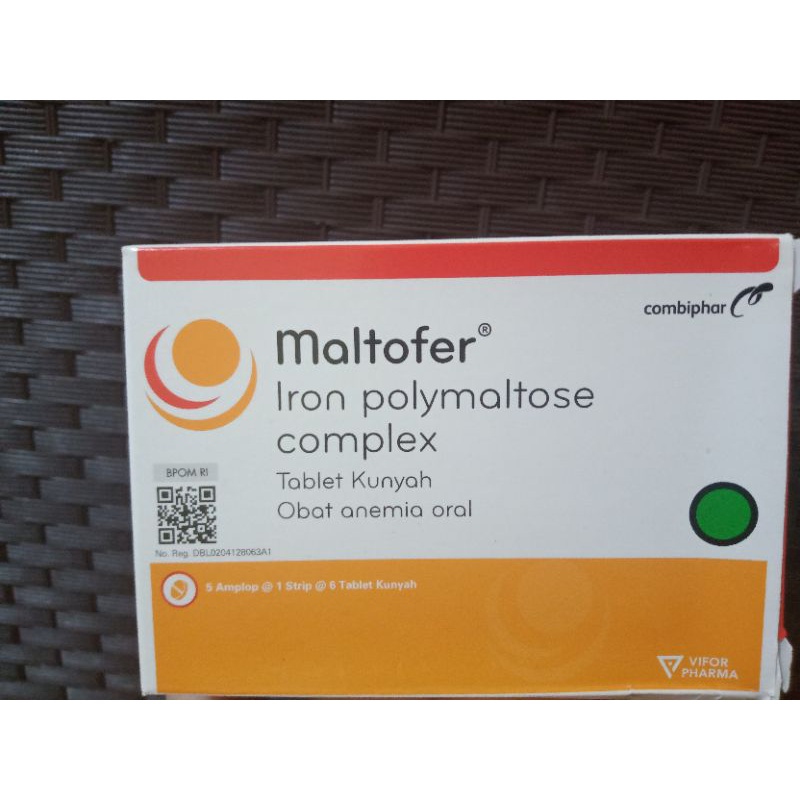 combiphar
Maltofer®
Iron polymaltose
complex
Tablet Kunyah
Obat anemia oral
BPOM RI
No. Reg. DBL0204128063A1
5 Amplop @ 1 Strip @ 6 Tablet Kunyah
VIFOR
PHARMA